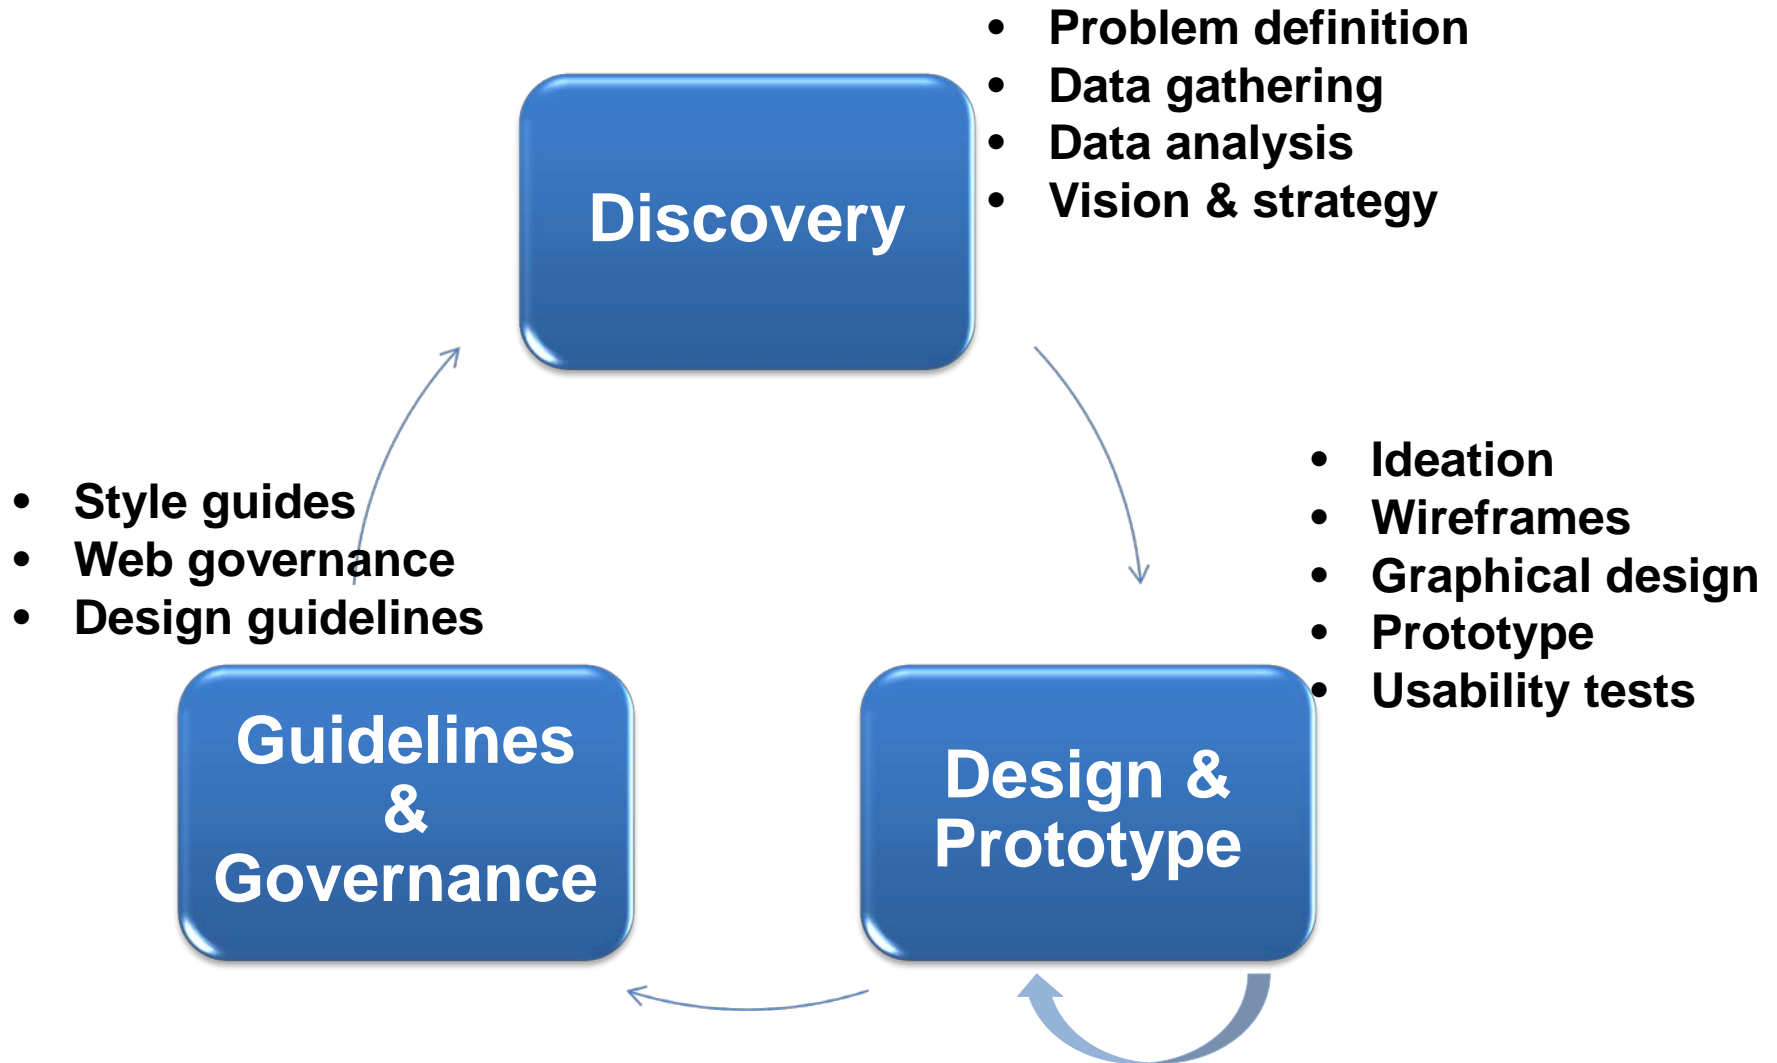 • Problem definition
• Data gathering
• Data analysis
• Vision & strategy
Discovery
• Ideation
• Wireframes
• Graphical design
• Prototype
• Usability tests
Design &
Prototype
• Style guides
• Web governance
• Design guidelines
Guidelines
&
Governance